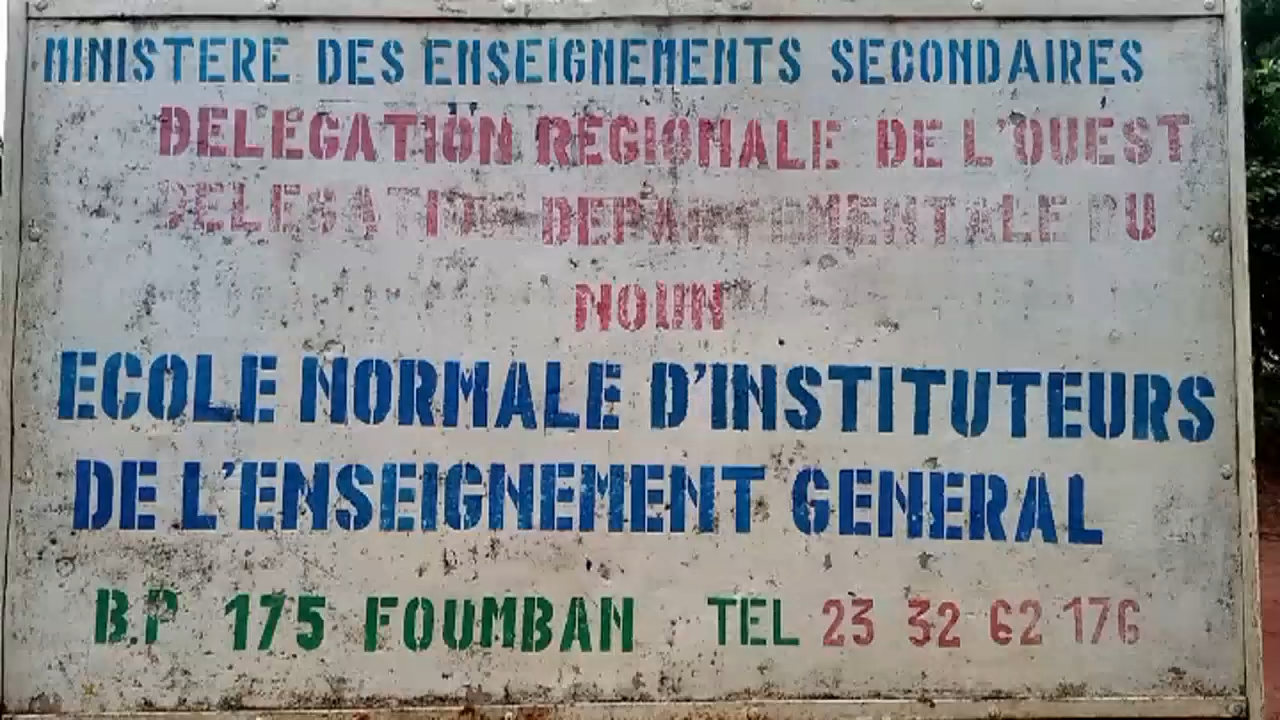 MINISTERE DES ENSEIGNEMENTS SECONDAIRES
DELEGATION REGIONALE DE L'OUEST
DELEGATION DEPARTEMENTALE DU
NOUN
ECOLE NORMALE D'INSTITUTEURS
DE L'ENSEIGNEMENT GENERAL
B.P 175 FOUMBAN TEL 23 32 62 176